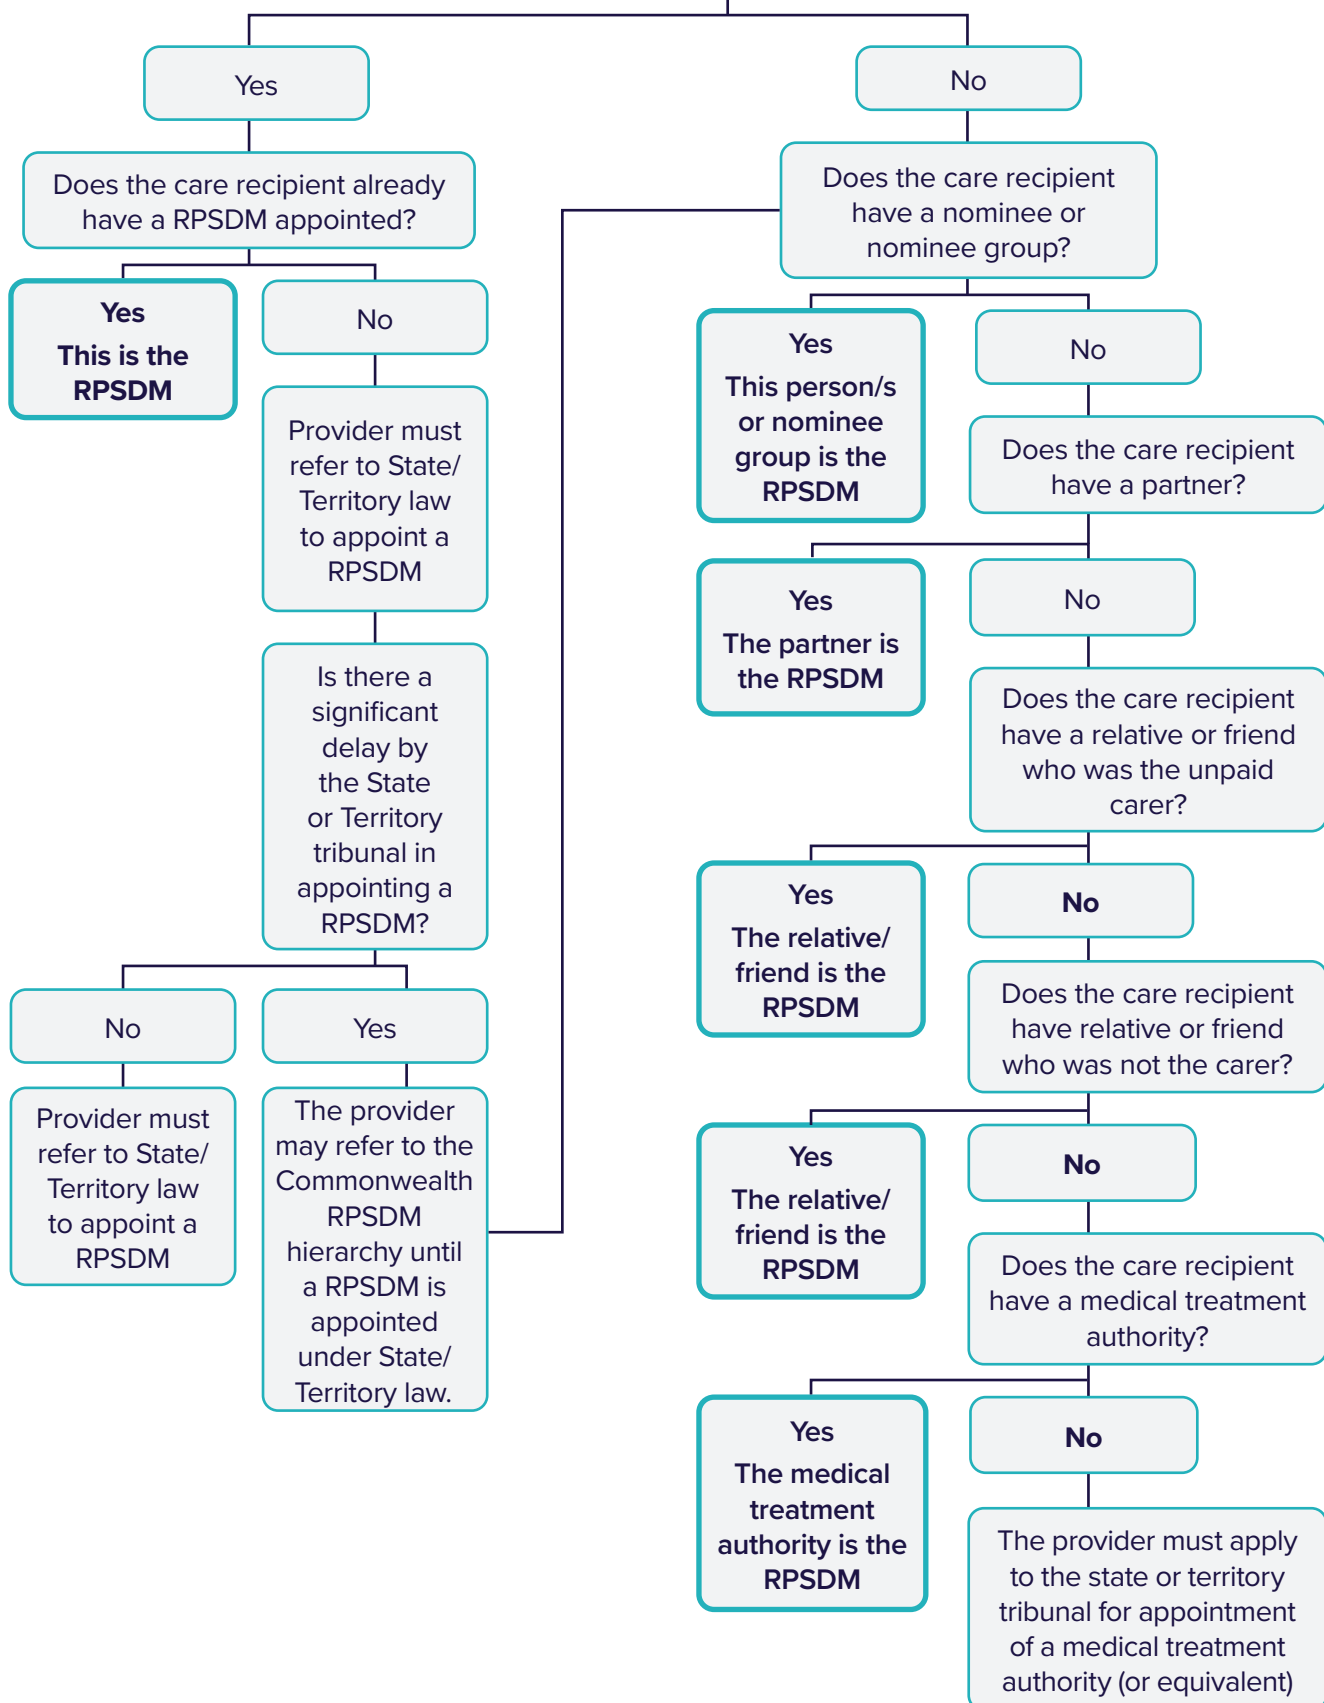 Yes
No
Does the care recipient already
have a RPSDM appointed?
Yes
This is the
RPSDM
No
Provider must
refer to State/
Territory law
to appoint a
RPSDM
Is there a
significant
delay by
the State
or Territory
tribunal in
appointing a
RPSDM?
No
Provider must
refer to State/
Territory law
to appoint a
RPSDM
Yes
The provider
may refer to the
Commonwealth
RPSDM
hierarchy until
a RPSDM is
appointed
under State/
Territory law.
Does the care recipient
have a nominee or
nominee group?
Yes
This person/s
or nominee
group is the
RPSDM
No
Does the care recipient
have a partner?
Yes
The partner is
the RPSDM
No
Does the care recipient
have a relative or friend
who was the unpaid
carer?
Yes
The relative/
friend is the
RPSDM
No
Does the care recipient
have relative or friend
who was not the carer?
Yes
The relative/
friend is the
RPSDM
No
Does the care recipient
have a medical treatment
authority?
Yes
The medical
treatment
authority is the
RPSDM
No
The provider must apply
to the state or territory
tribunal for appointment
of a medical treatment
authority (or equivalent)